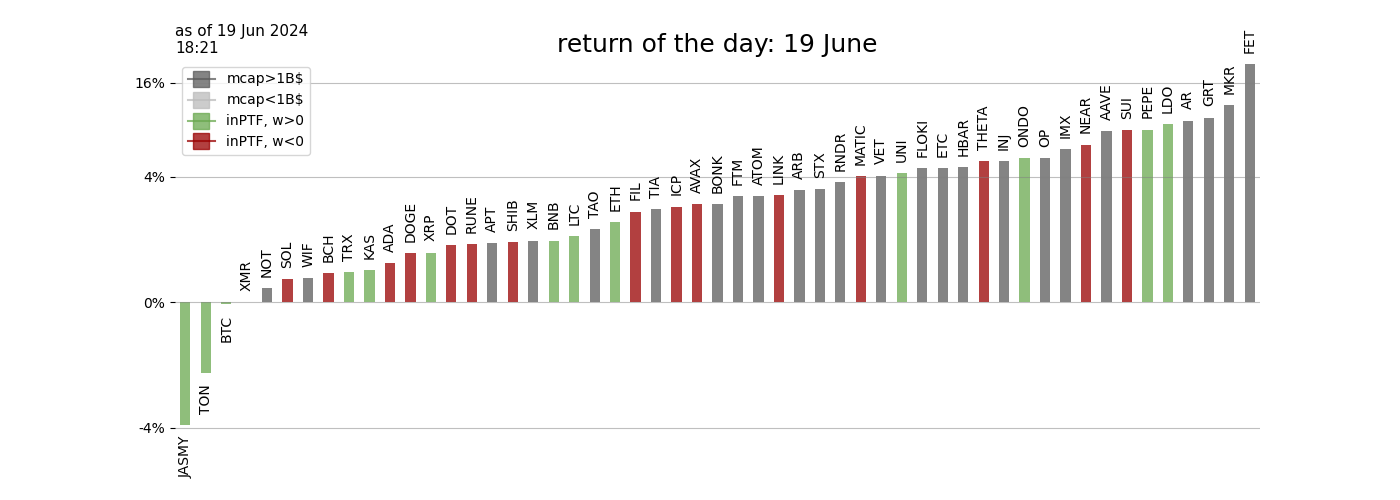 as of 19 Jun 2024
18:21
return of the day: 19 June
mcap>1B$
mcap<1B$
inPTF, w>0
inPTF, w<0
16%
4%
0%
-4%
JASMY
TON
BTC
XMR
NOT
SOL
WIF
BCH
TRX
KAS
ADA
DOGE
XRP
DOT
RUNE
APT
SHIB
XLM
BNB
LTC
TAO
ETH
FIL
TIA
ICP
AVAX
BONK
FTM
ATOM
LINK
ARB
STX
RNDR
MATIC
VET
UNI
FLOKI
ETC
HBAR
THETA
INJ
ONDO
OP
IMX
NEAR
AAVE
SUI
PEPE
LDO
AR
GRT
MKR
FET